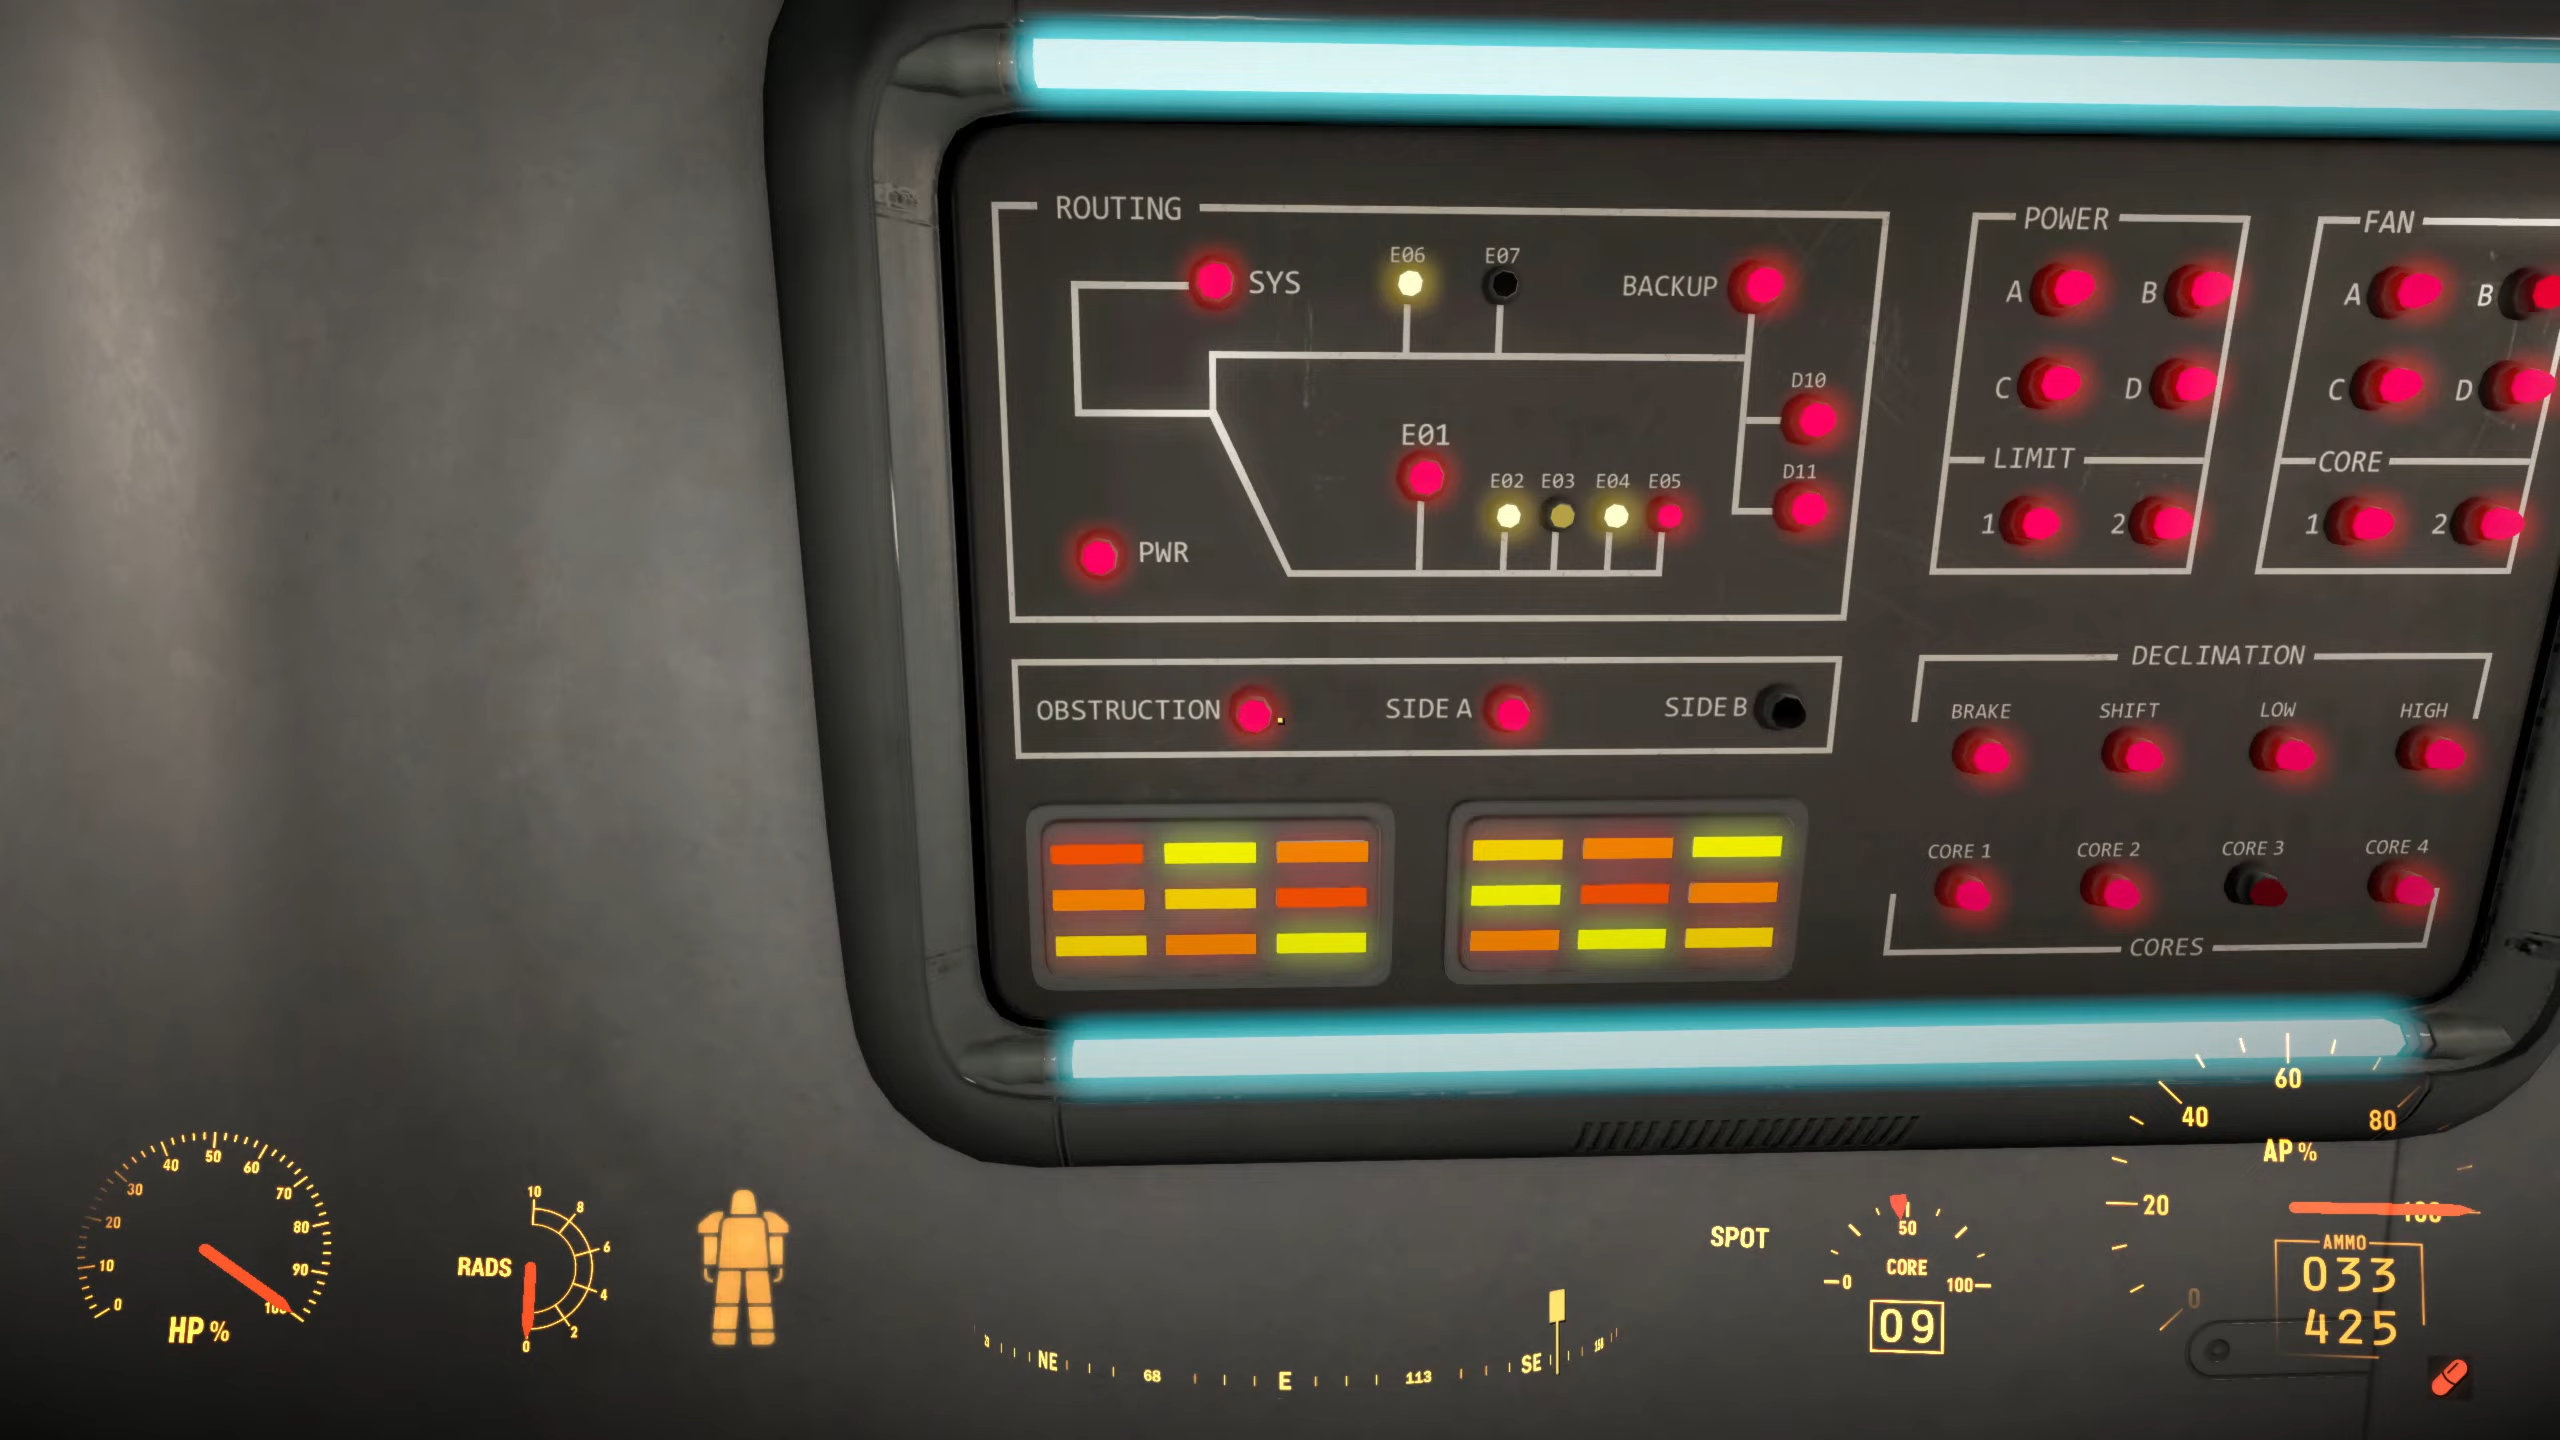 ROUTING
SYS
E06
E07
BACKUP
D10
E01
D11
E02 E03 E04 E05
PWR
POWER
A B
C D
LIMIT
1 2
FAN
A B
C D
CORE
1 2
OBSTRUCTION SIDE A SIDE B
DECLINATION
BRAKE SHIFT LOW HIGH
CORE 1 CORE 2 CORE 3 CORE 4
CORES
0 10 20 30 40 50 60 70 80 90 100
HP %
RADS
10 8 6 4 2 0
NE 68 E 113 SE
SPOT
0 50 100
CORE
09
0 20 40 60 80 100
AP %
AMMO
033
425